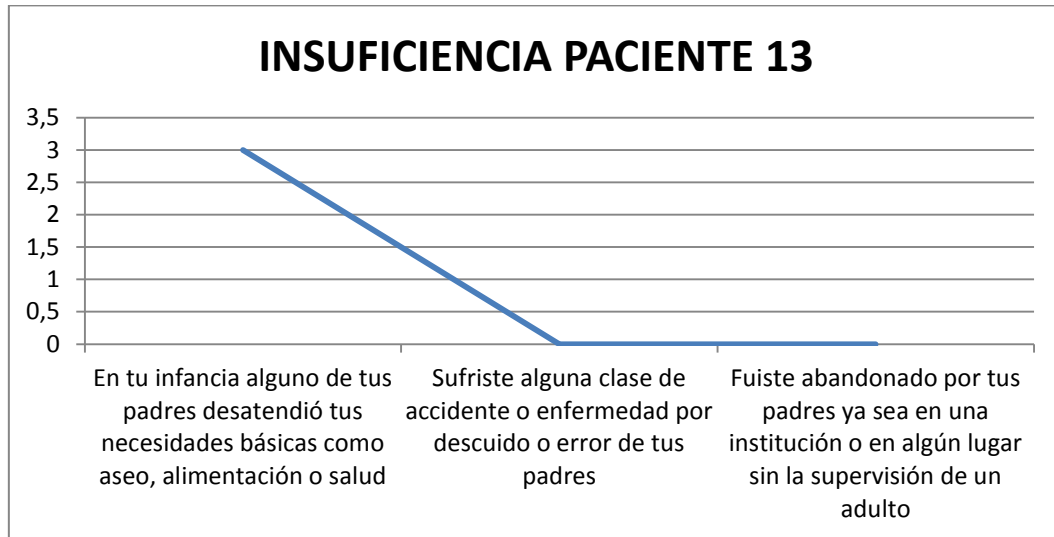 INSUFICIENCIA PACIENTE 13
3,5
3
2,5
2
1,5
1
0,5
0
En tu infancia alguno de tus
padres desatendió tus
necesidades básicas como
aseo, alimentación o salud
Sufriste alguna clase de
accidente o enfermedad por
descuido o error de tus
padres
Fuiste abandonado por tus
padres ya sea en una
institución o en algún lugar
sin la supervisión de un
adulto